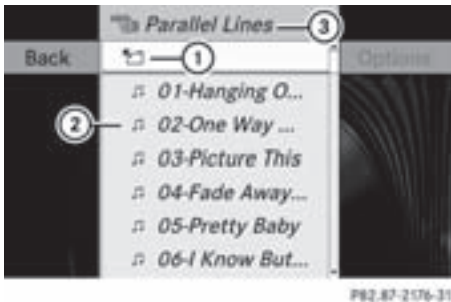 Parallel Lines
3
Back
1
Options
01-Hanging O...
2
02-One Way ...
03-Picture This
04-Fade Away...
05-Pretty Baby
06-I Know But...
P82.87-2176-31